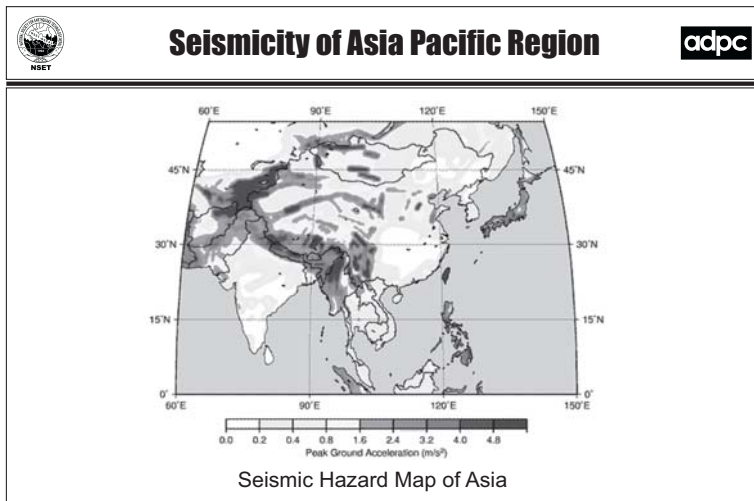 NSET
Seismicity of Asia Pacific Region
adpc
60°E 90°E 120°E 150°E
45°N 45°N
30°N 30°N
15°N 15°N
0° 0°
60°E 90°E 120°E 150°E
0.0 0.2 0.4 0.8 1.6 2.4 3.2 4.0 4.8
Peak Ground Acceleration (m/s²)
Seismic Hazard Map of Asia